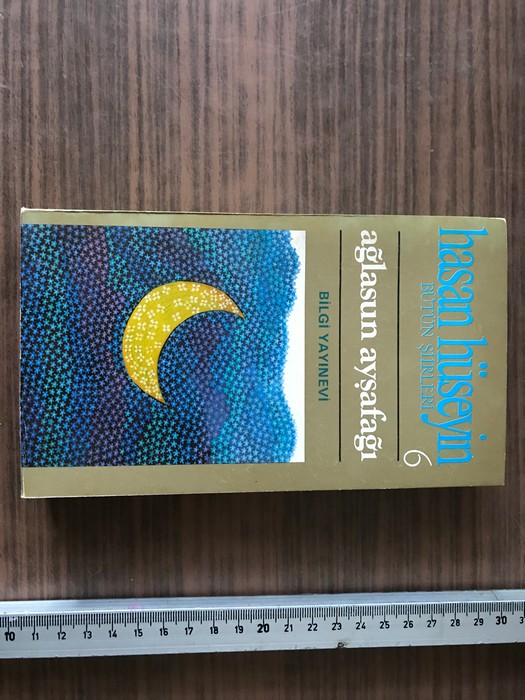 hasan hüseyin
BÜTÜN ŞİİRLERİ 6
ağlasun ayşafağı
BİLGİ YAYINEVİ
10 11 12 13 14 15 16 17 18 19 20 21 22 23 24 25 26 27 28 29 30